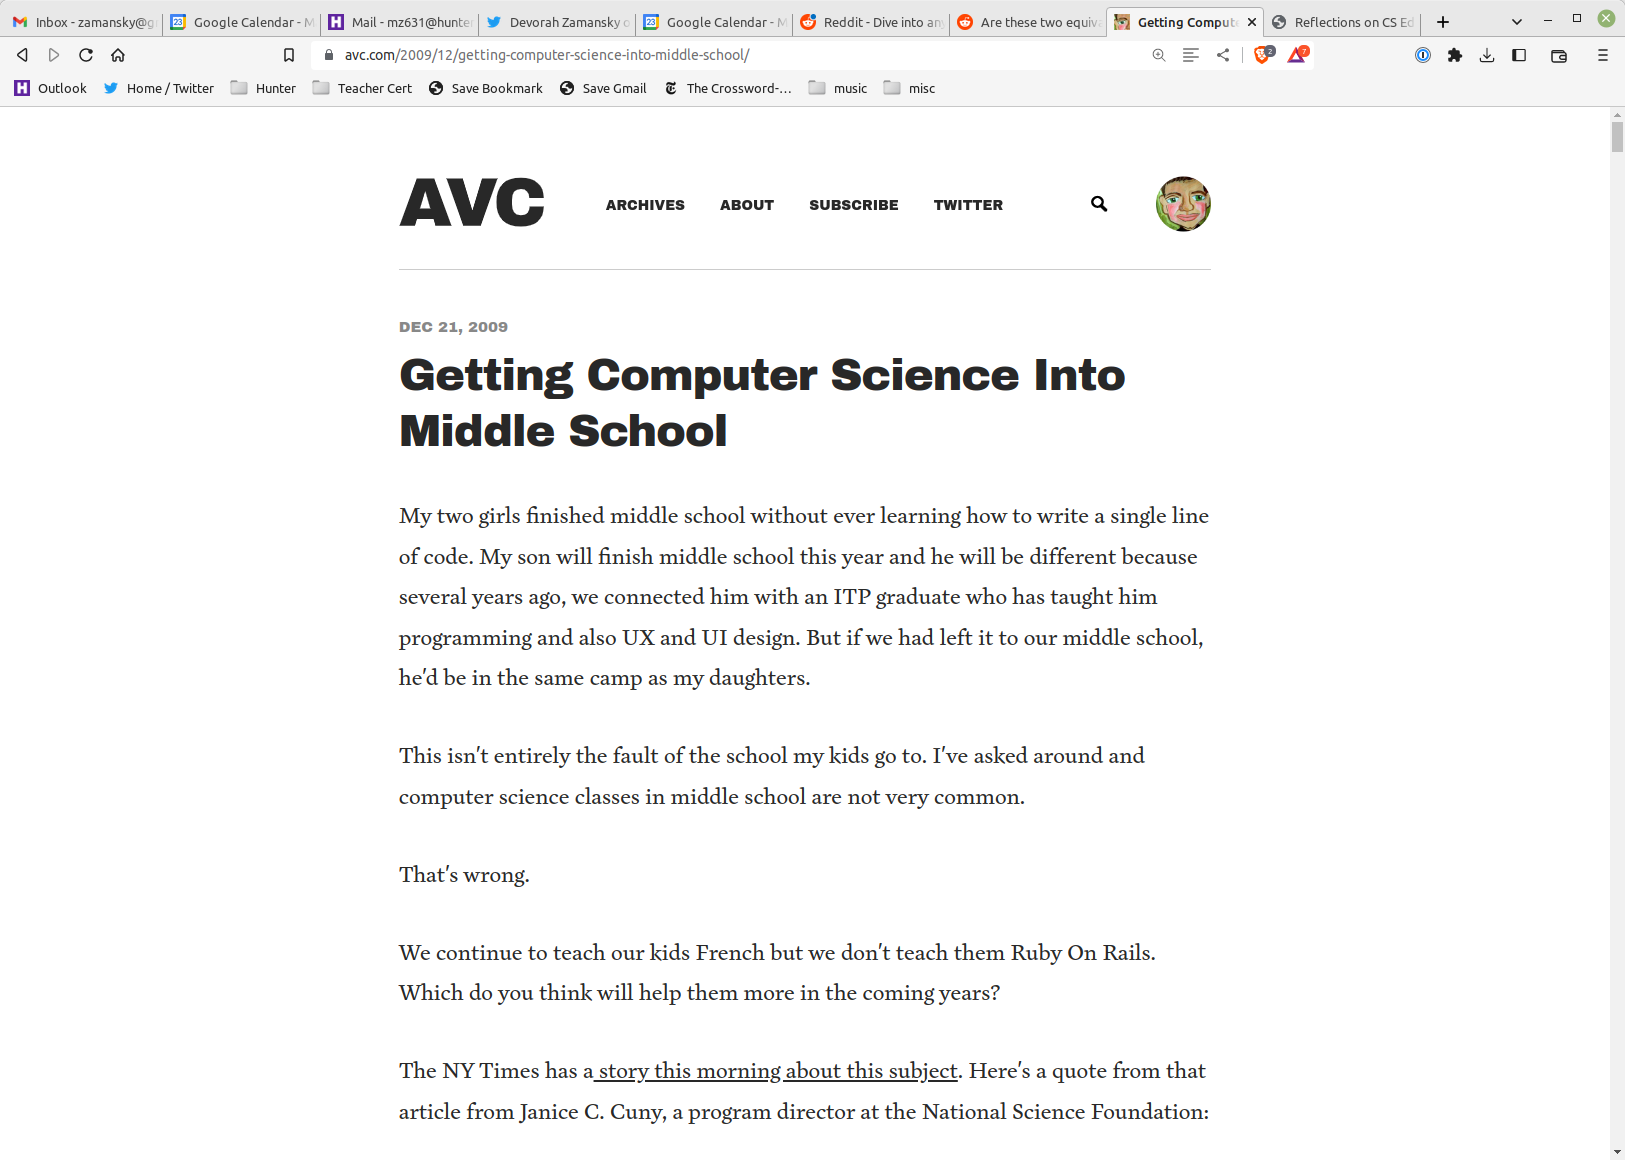 Inbox - zamansky@g
Google Calendar - M
Mail - mz631@hunter
Devorah Zamansky o
Google Calendar - M
Reddit - Dive into any
Are these two equiva
Getting Compute
Reflections on CS Ed
avc.com/2009/12/getting-computer-science-into-middle-school/
2
7
Outlook
Home / Twitter
Hunter
Teacher Cert
Save Bookmark
Save Gmail
The Crossword-...
music
misc
AVC
ARCHIVES
ABOUT
SUBSCRIBE
TWITTER
DEC 21, 2009
Getting Computer Science Into
Middle School
My two girls finished middle school without ever learning how to write a single line
of code. My son will finish middle school this year and he will be different because
several years ago, we connected him with an ITP graduate who has taught him
programming and also UX and UI design. But if we had left it to our middle school,
he'd be in the same camp as my daughters.
This isn't entirely the fault of the school my kids go to. I've asked around and
computer science classes in middle school are not very common.
That's wrong.
We continue to teach our kids French but we don't teach them Ruby On Rails.
Which do you think will help them more in the coming years?
The NY Times has a story this morning about this subject. Here's a quote from that
article from Janice C. Cuny, a program director at the National Science Foundation: